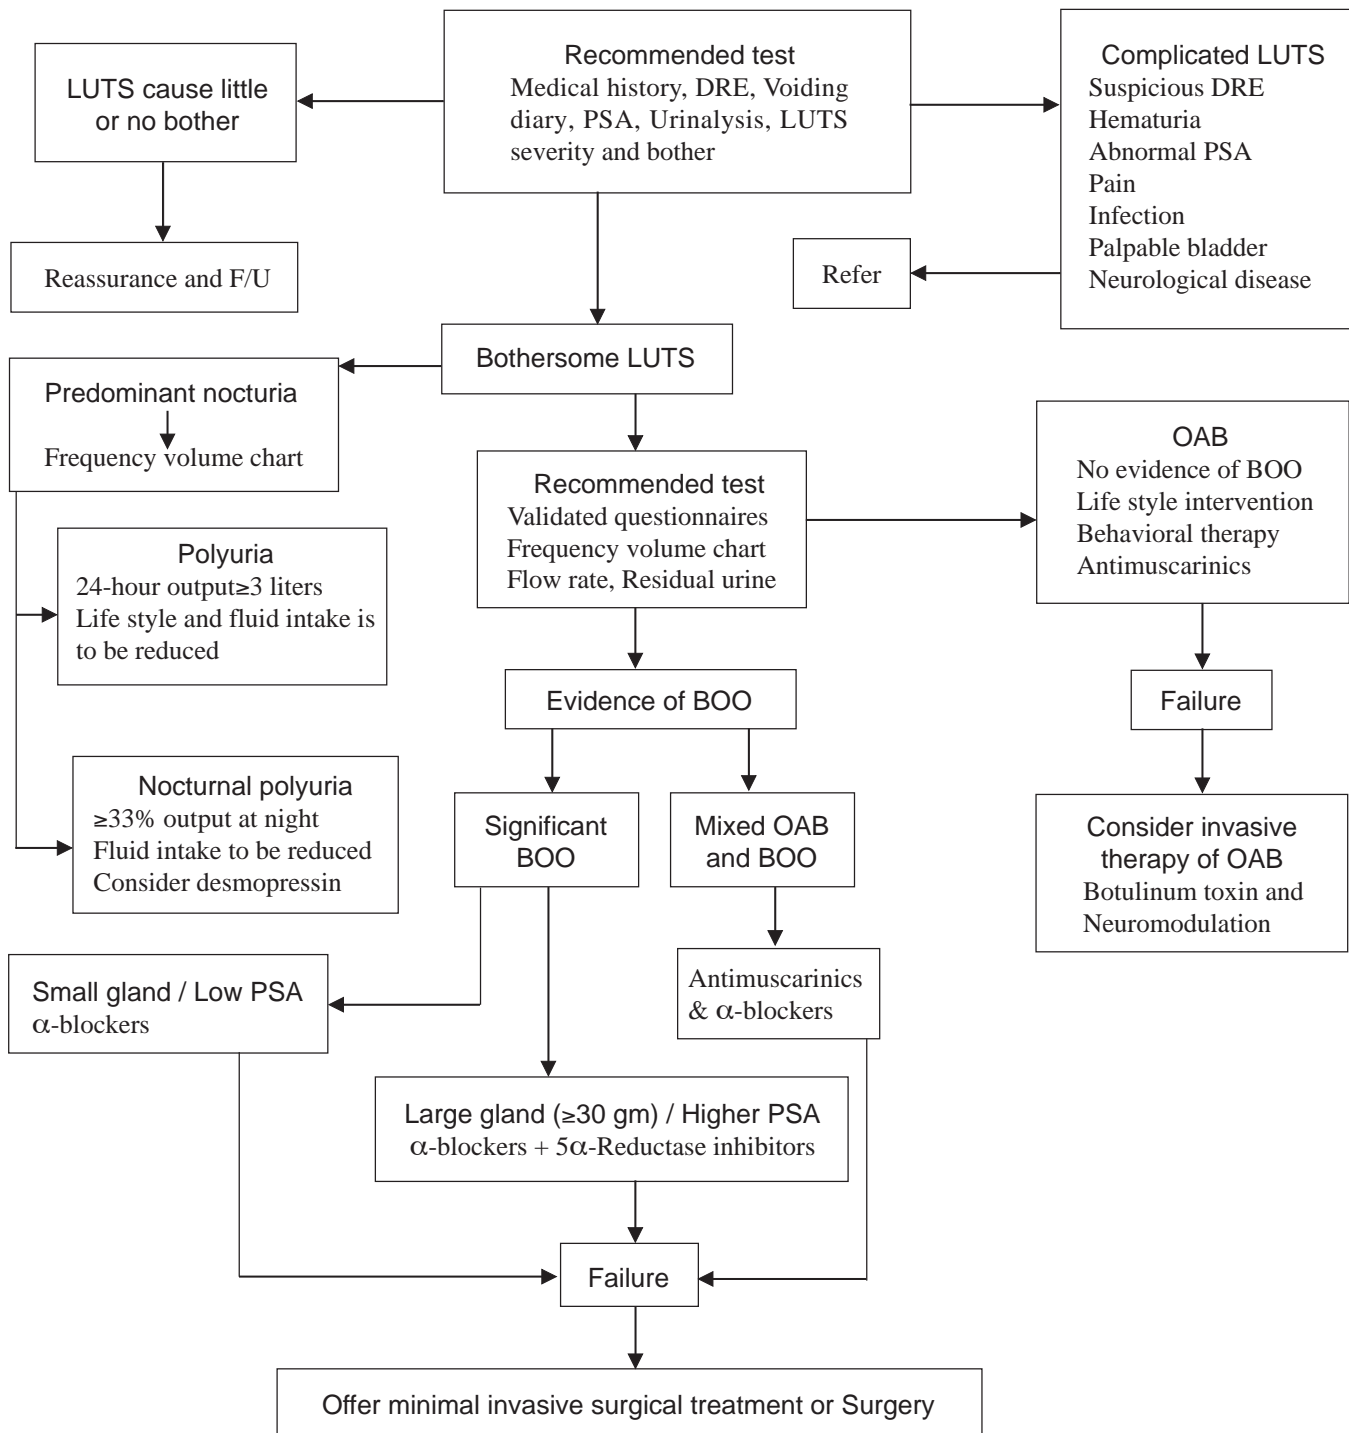 Recommended test
Medical history, DRE, Voiding
diary, PSA, Urinalysis, LUTS
severity and bother
LUTS cause little
or no bother
Reassurance and F/U
Complicated LUTS
Suspicious DRE
Hematuria
Abnormal PSA
Pain
Infection
Palpable bladder
Neurological disease
Refer
Bothersome LUTS
Predominant nocturia
Frequency volume chart
Polyuria
24-hour output≥3 liters
Life style and fluid intake is
to be reduced
Nocturnal polyuria
≥33% output at night
Fluid intake to be reduced
Consider desmopressin
Recommended test
Validated questionnaires
Frequency volume chart
Flow rate, Residual urine
OAB
No evidence of BOO
Life style intervention
Behavioral therapy
Antimuscarinics
Failure
Consider invasive
therapy of OAB
Botulinum toxin and
Neuromodulation
Evidence of BOO
Significant
BOO
Mixed OAB
and BOO
Antimuscarinics
& α-blockers
Small gland / Low PSA
α-blockers
Large gland (≥30 gm) / Higher PSA
α-blockers + 5α-Reductase inhibitors
Failure
Offer minimal invasive surgical treatment or Surgery